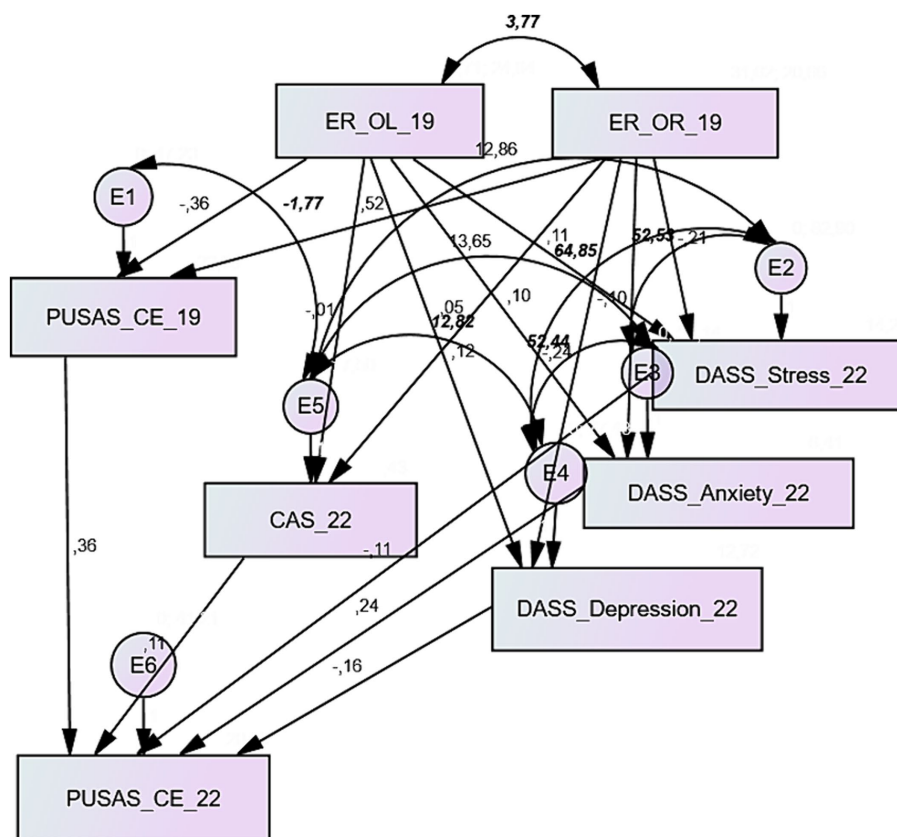 3,77
ER_OL_19
ER_OR_19
12,86
E1
-,36
-1,77
,52
13,65
,11
64,85
52,53
-,21
E2
PUSAS_CE_19
-,01
,05
12,82
,10
-,10
,12
52,44
-,24
E3
DASS_Stress_22
E5
E4
DASS_Anxiety_22
CAS_22
,36
-,11
,24
DASS_Depression_22
E6
,11
-,16
PUSAS_CE_22